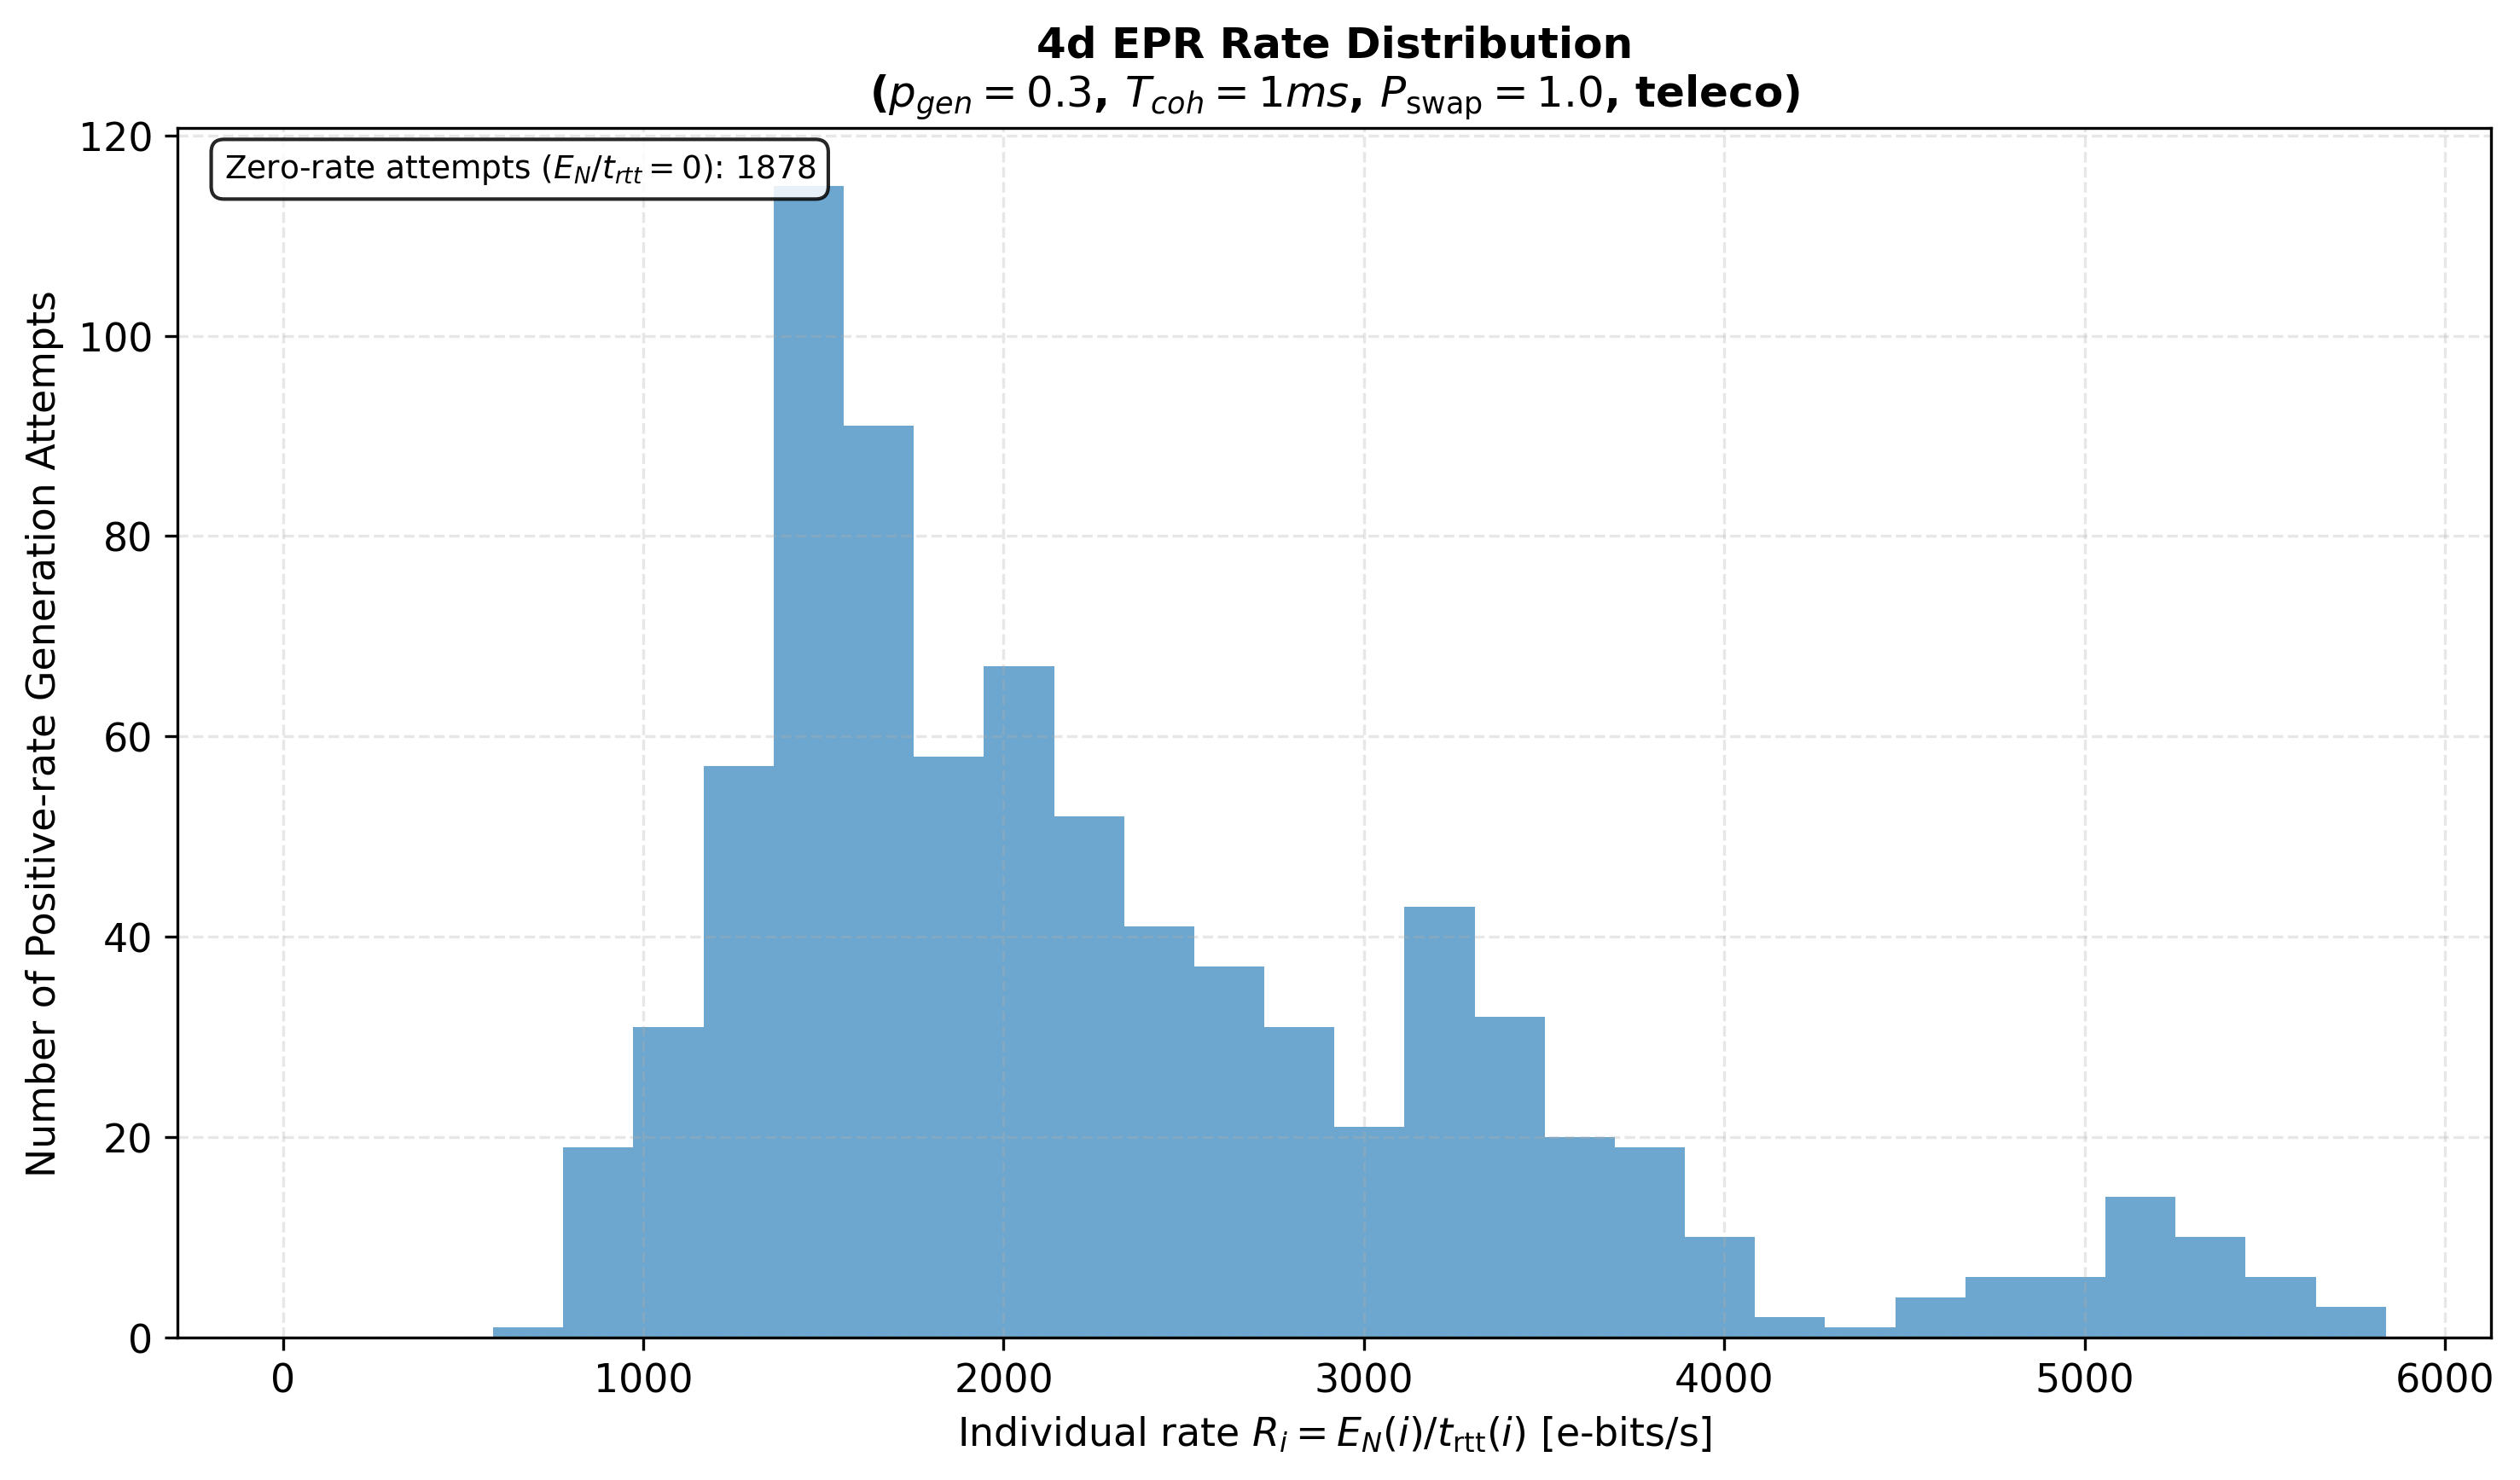 4d EPR Rate Distribution
(p_gen = 0.3, T_coh = 1ms, P_swap = 1.0, teleco)
Zero-rate attempts (E_N/t_rtt = 0): 1878
Number of Positive-rate Generation Attempts
120
100
80
60
40
20
0
0 1000 2000 3000 4000 5000 6000
Individual rate R_i = E_N(i)/t_rtt(i) [e-bits/s]